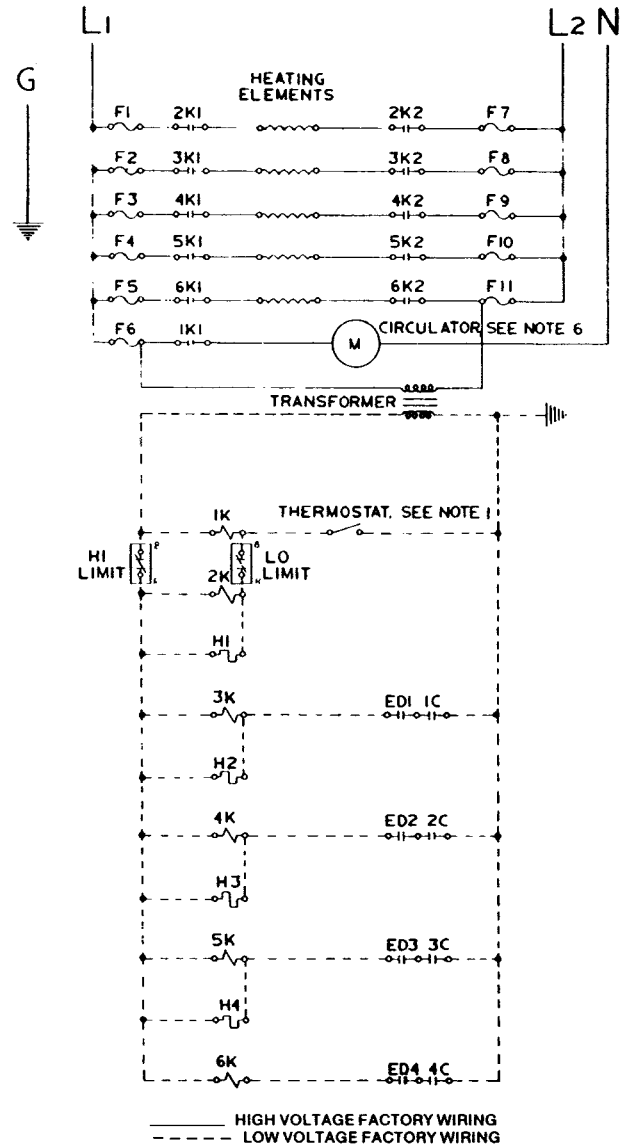 L1
L2 N
G
HEATING
ELEMENTS
F1 2K1 2K2 F7
F2 3K1 3K2 F8
F3 4K1 4K2 F9
F4 5K1 5K2 F10
F5 6K1 6K2 F11
F6 1K1 M CIRCULATOR, SEE NOTE 6
TRANSFORMER
1K THERMOSTAT, SEE NOTE 1
HI
LIMIT
LO
LIMIT
2K
H1
3K ED1 1C
H2
4K ED2 2C
H3
5K ED3 3C
H4
6K ED4 4C
HIGH VOLTAGE FACTORY WIRING
LOW VOLTAGE FACTORY WIRING